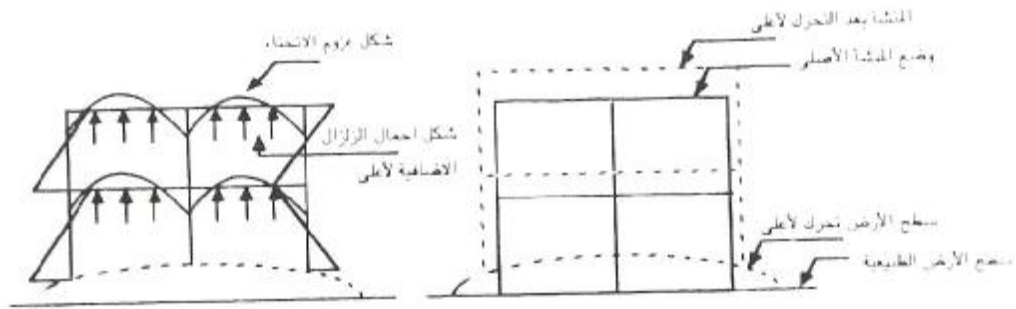 المنشأ بعد التحرك لأعلى
وضع المنشأ الأصلى
شكل عزوم الانحناء
شكل احمال الزلزال
الاضافية لأعلى
سطح الأرض تحرك لأعلى
سطح الأرض الطبيعية